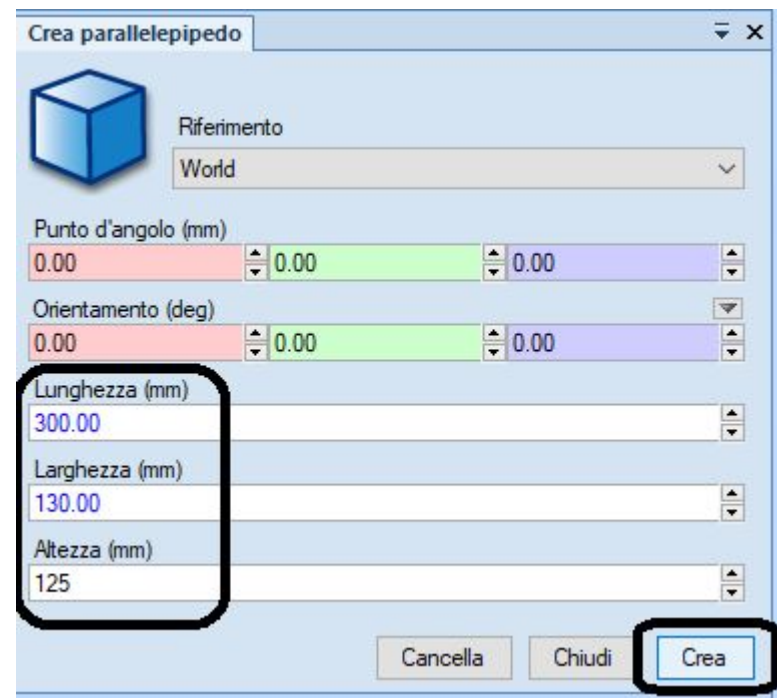 Crea parallelepipedo
Riferimento
World
Punto d'angolo (mm)
0.00 0.00 0.00
Orientamento (deg)
0.00 0.00 0.00
Lunghezza (mm)
300.00
Larghezza (mm)
130.00
Altezza (mm)
125
Cancella Chiudi Crea